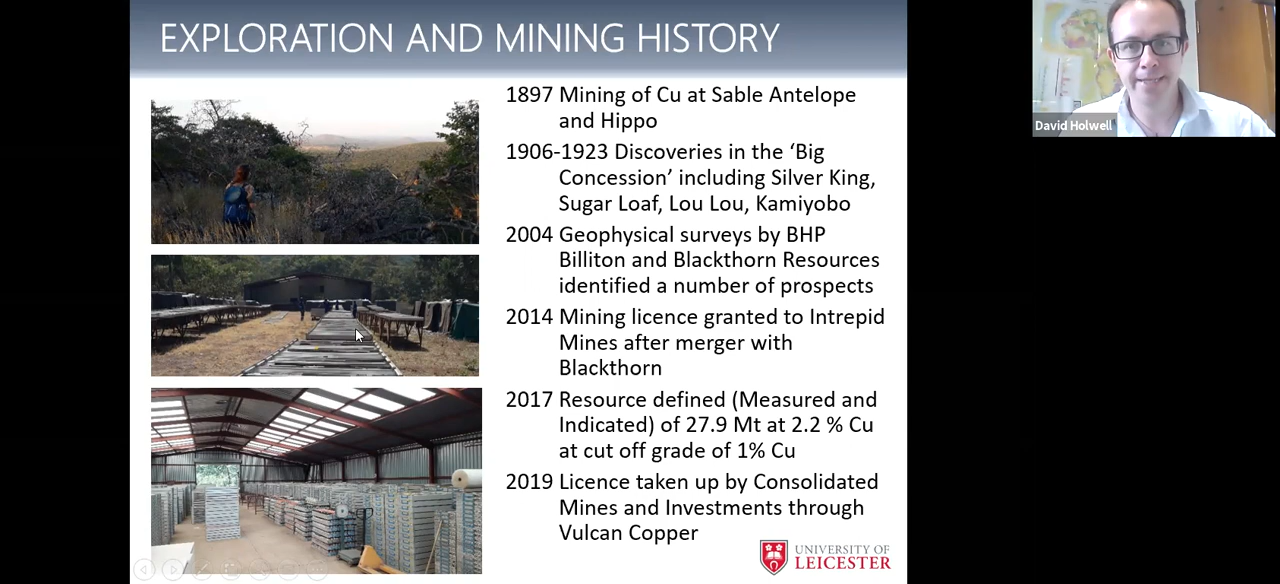 EXPLORATION AND MINING HISTORY
1897 Mining of Cu at Sable Antelope
and Hippo
1906-1923 Discoveries in the ‘Big
Concession’ including Silver King,
Sugar Loaf, Lou Lou, Kamiyobo
2004 Geophysical surveys by BHP
Billiton and Blackthorn Resources
identified a number of prospects
2014 Mining licence granted to Intrepid
Mines after merger with
Blackthorn
2017 Resource defined (Measured and
Indicated) of 27.9 Mt at 2.2 % Cu
at cut off grade of 1% Cu
2019 Licence taken up by Consolidated
Mines and Investments through
Vulcan Copper
UNIVERSITY OF
LEICESTER
David Holwell